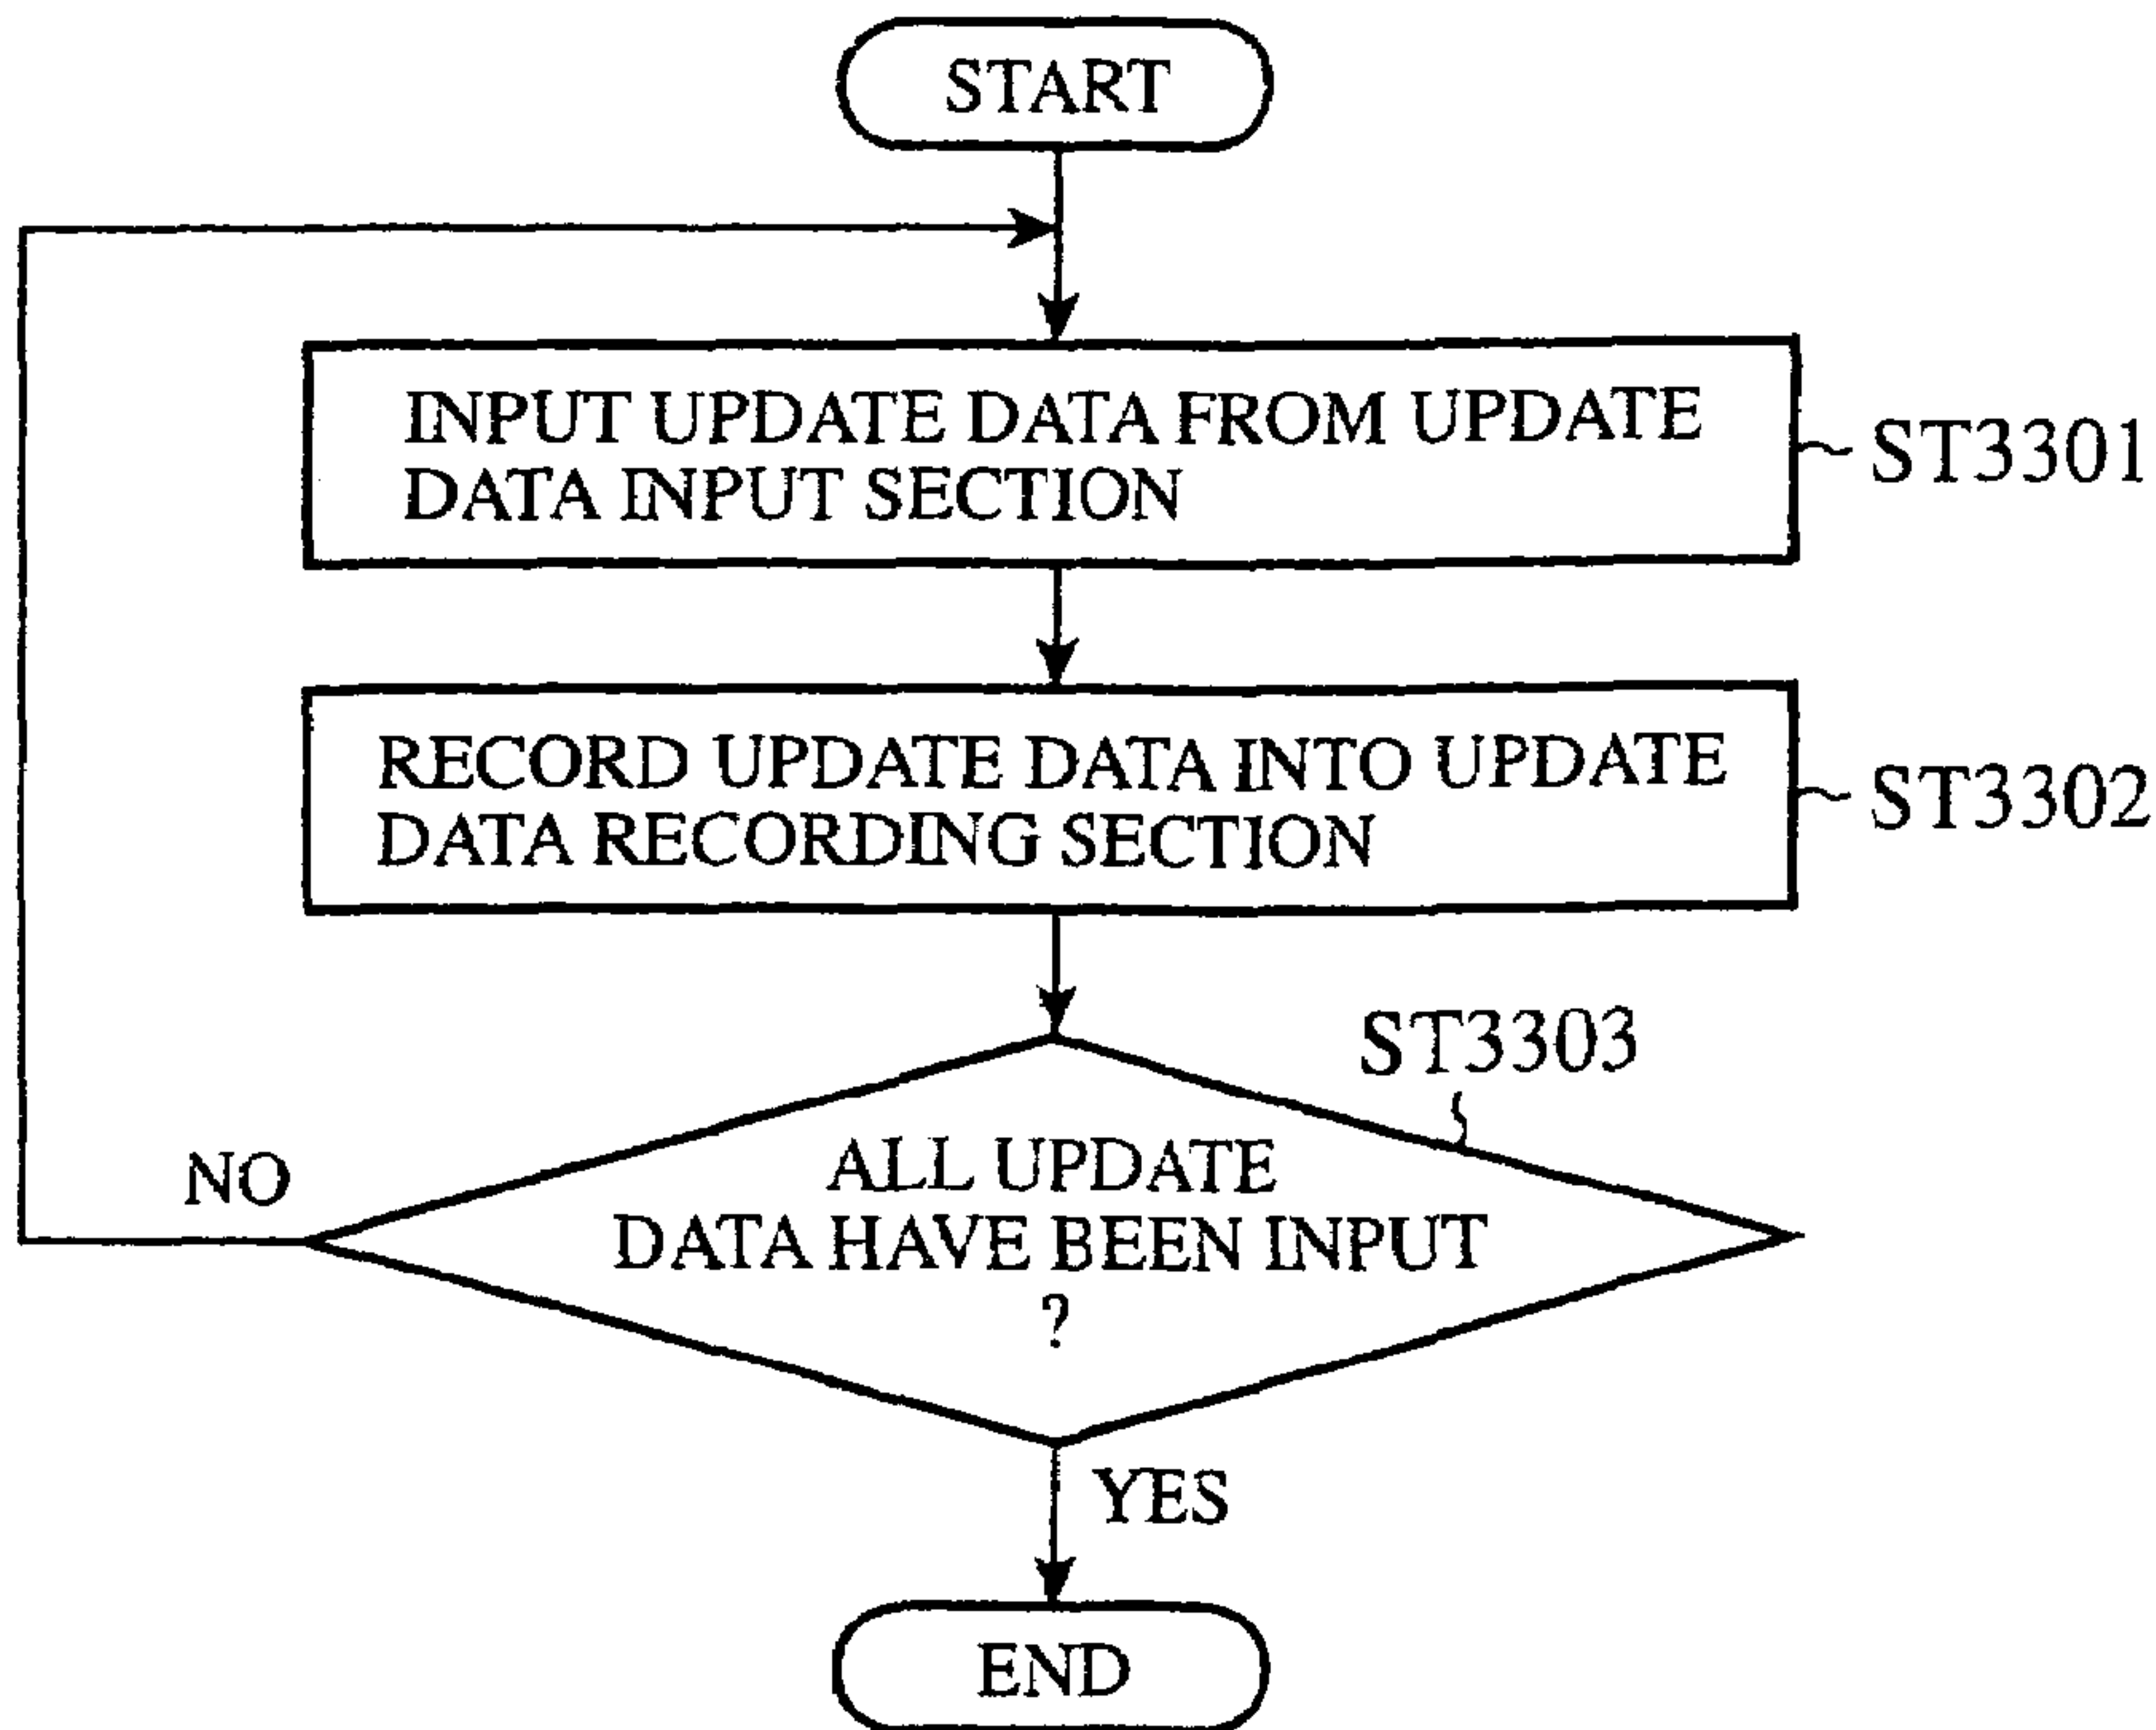 START
INPUT UPDATE DATA FROM UPDATE
DATA INPUT SECTION
ST3301
RECORD UPDATE DATA INTO UPDATE
DATA RECORDING SECTION
ST3302
ST3303
ALL UPDATE
DATA HAVE BEEN INPUT
?
NO
YES
END